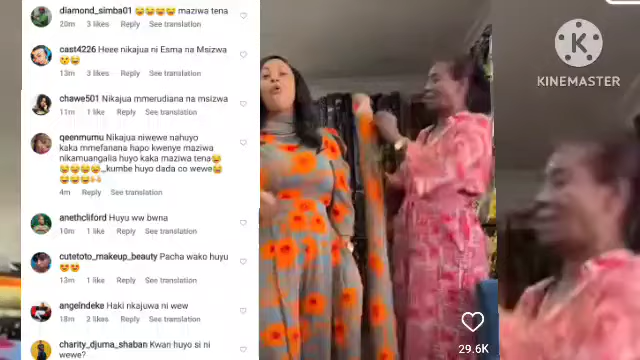 diamond_simba01 😂😂😂😂 maziwa tena
20m 3 likes Reply See translation
cast4226 Heee nikajua ni Esma na Msizwa
😘😂
13m 3 likes Reply See translation
chawe501 Nikajua mmerudiana na msizwa
11m 1 like Reply See translation
qeenmumu Nikajua niwewe nahuyo
kaka mmefanana hapo kwenye maziwa
nikamuangalia huyo kaka maziwa tena😂
😂😂😂😂,,kumbe huyo dada co wewe😂
😂😂😂🙌🏻
4m Reply See translation
anethcliford Huyu ww bwna
10m 1 like Reply See translation
cutetoto_makeup_beauty Pacha wako huyu
😍😍
13m 1 like Reply See translation
angelndeke Haki nkajuwa ni wew
18m 2 likes Reply See translation
charity_djuma_shaban Kwan huyo si ni
wewe?
29.6K
K
KINEMASTER